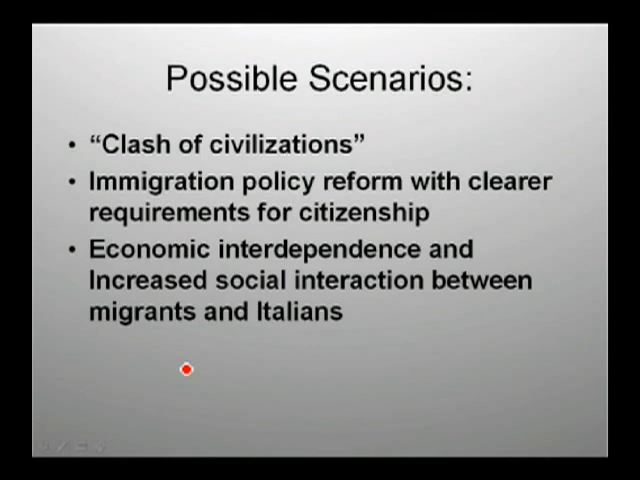 Possible Scenarios:
• “Clash of civilizations”
• Immigration policy reform with clearer
requirements for citizenship
• Economic interdependence and
Increased social interaction between
migrants and Italians